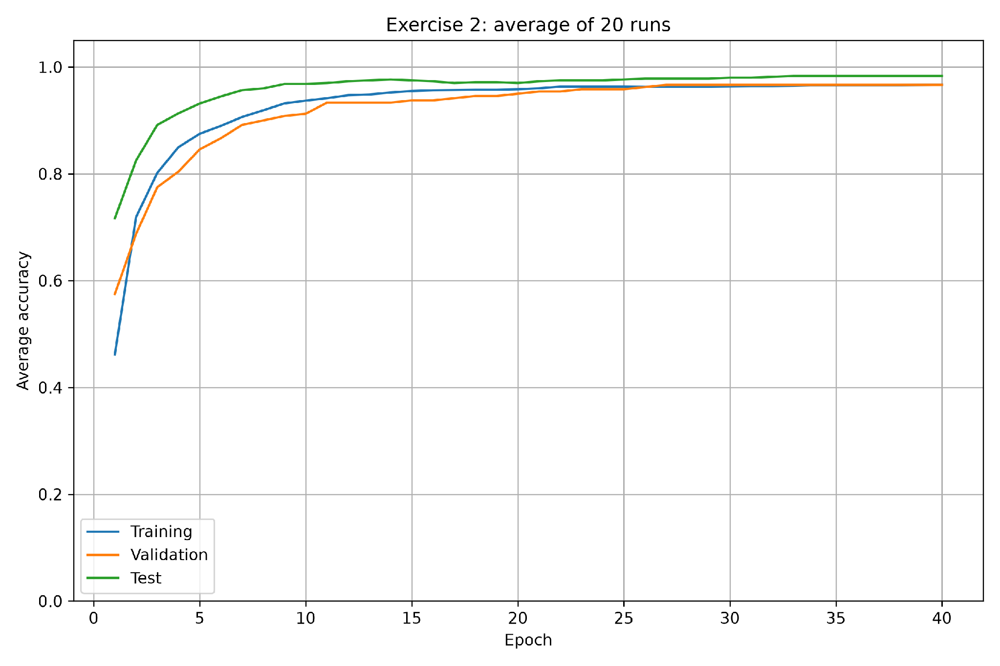 Exercise 2: average of 20 runs
Average accuracy
1.0
0.8
0.6
0.4
0.2
0.0
Training
Validation
Test
0 5 10 15 20 25 30 35 40
Epoch